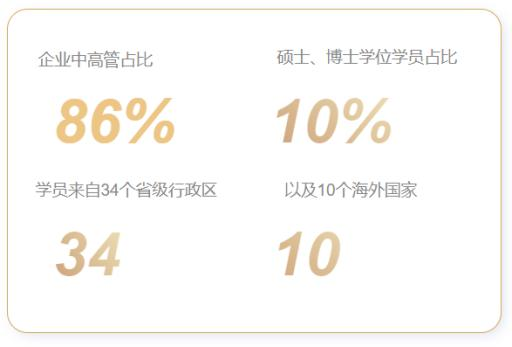 企业中高管占比
硕士、博士学位学员占比
86%
10%
学员来自34个省级行政区
以及10个海外国家
34
10